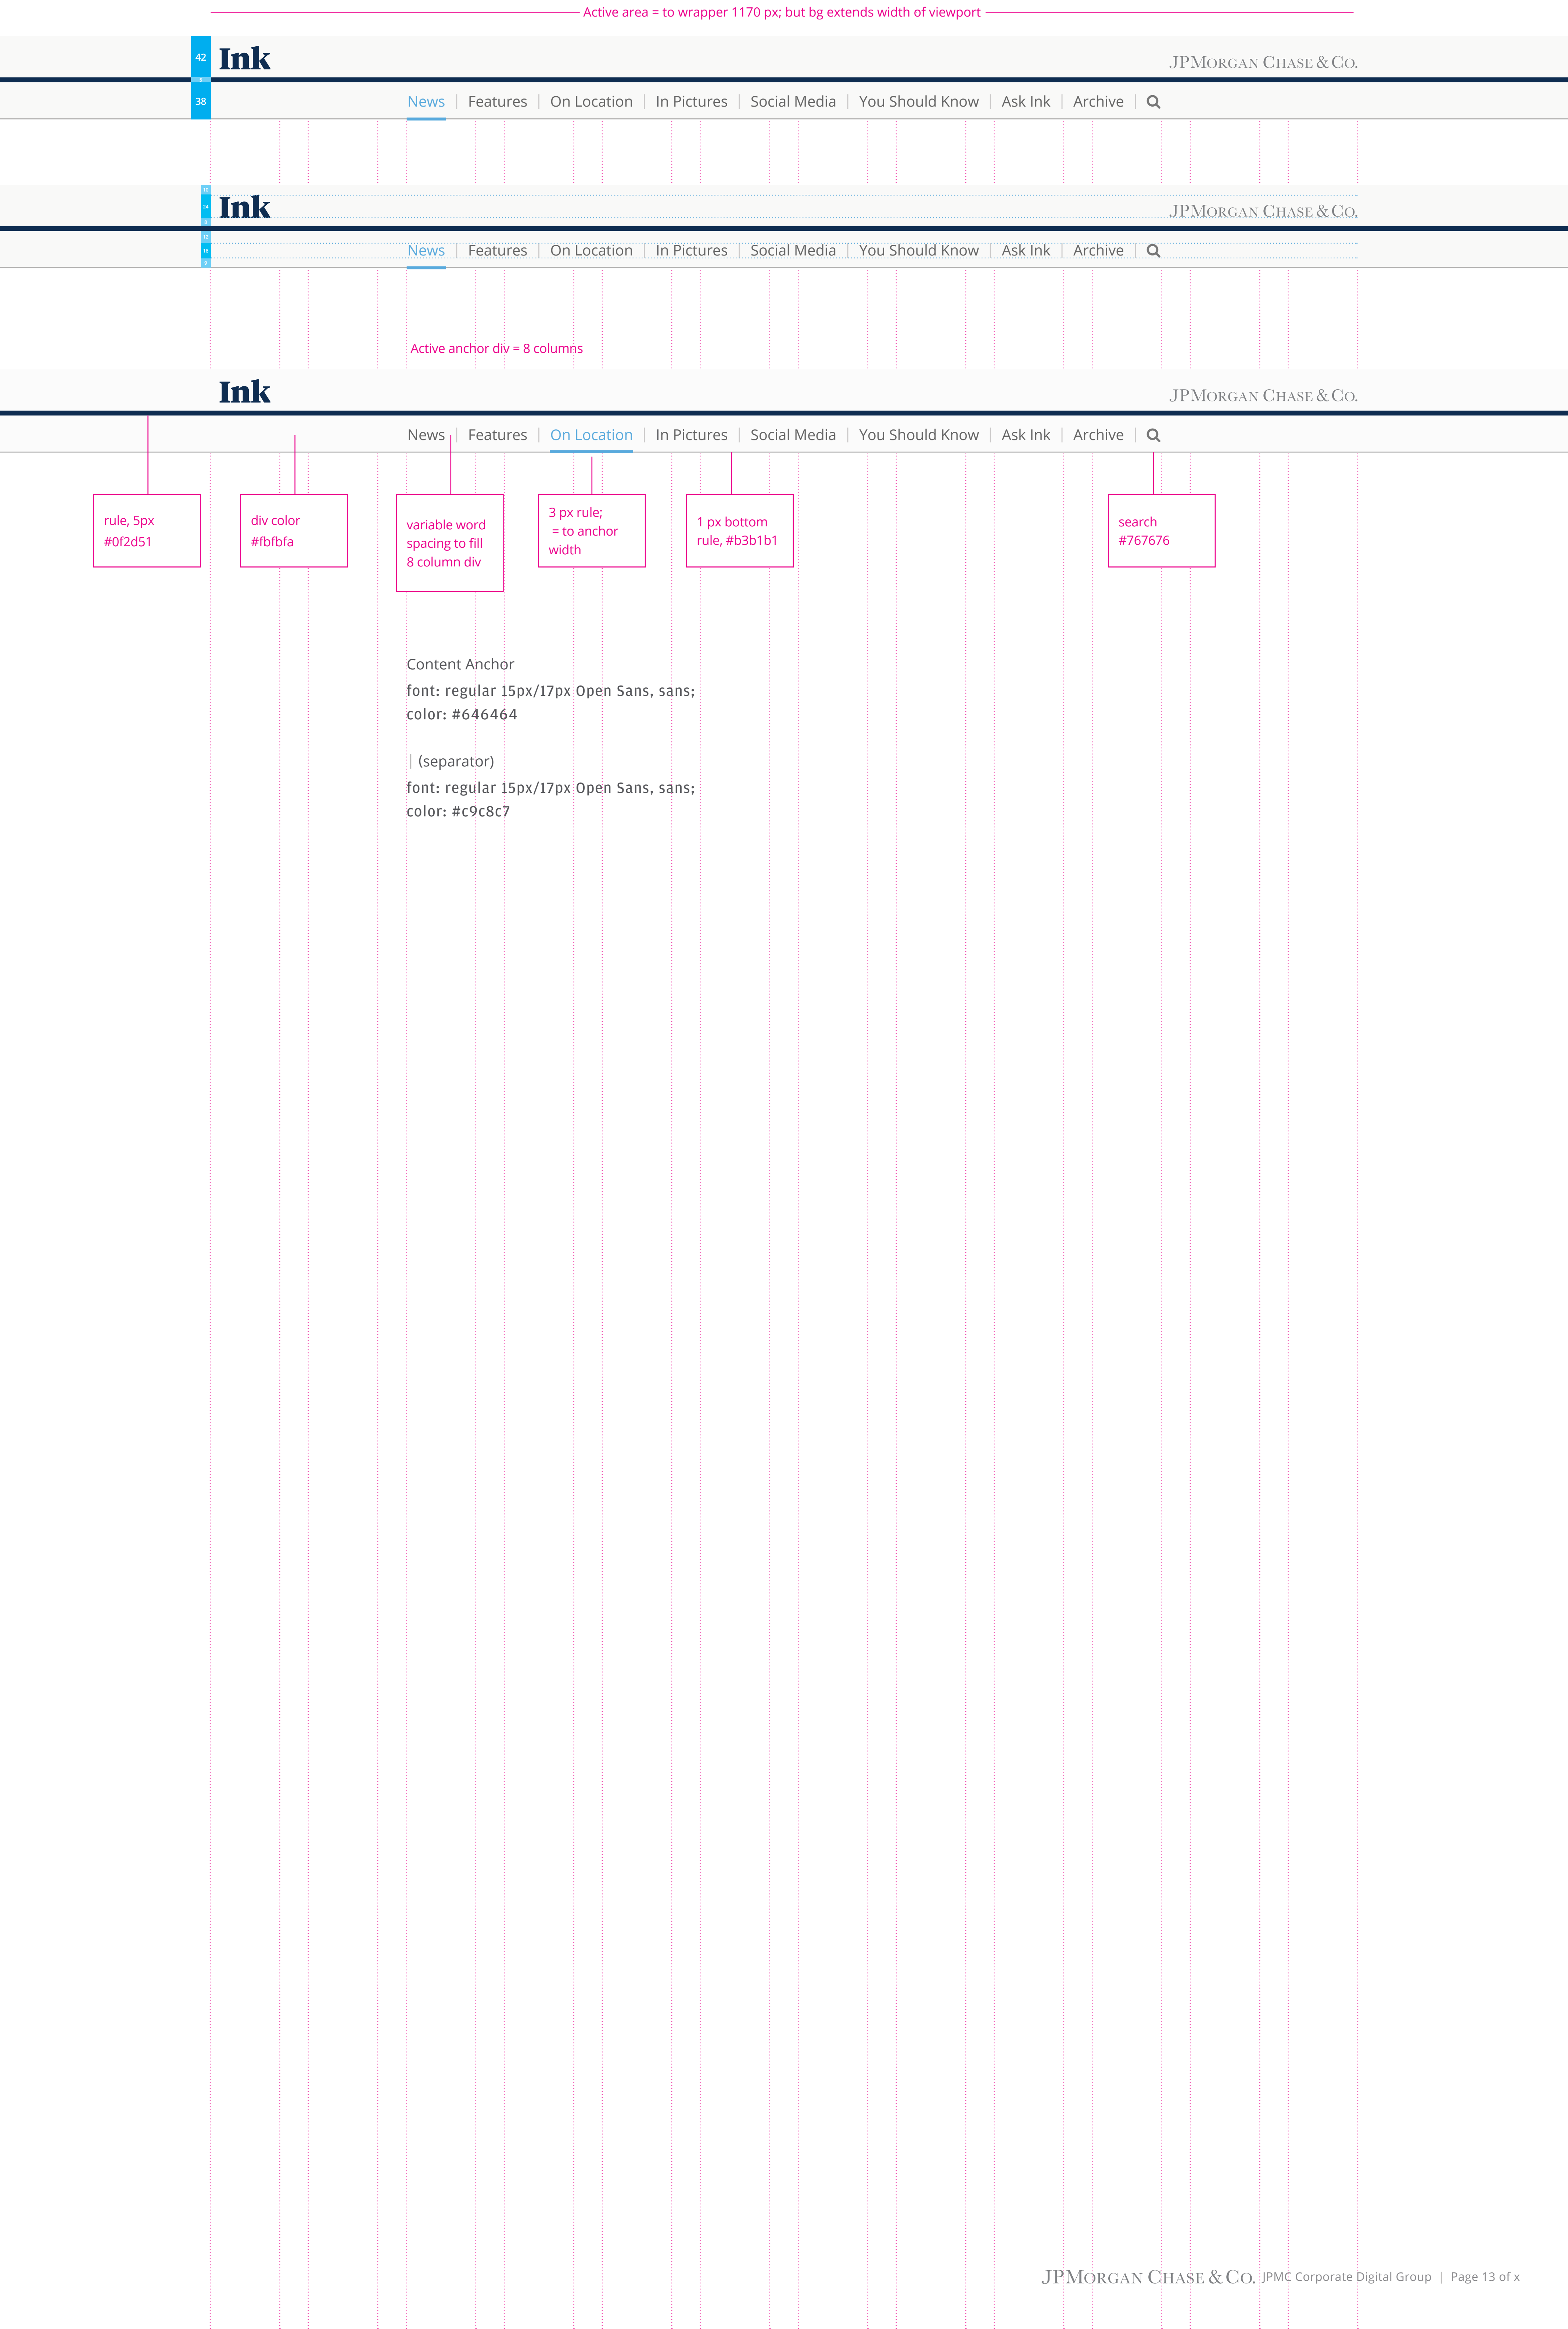 Active area = to wrapper 1170 px; but bg extends width of viewport
42
Ink
JPMORGAN CHASE & CO.
5
38
News | Features | On Location | In Pictures | Social Media | You Should Know | Ask Ink | Archive |
10
24
Ink
8
JPMORGAN CHASE & CO.
16
News | Features | On Location | In Pictures | Social Media | You Should Know | Ask Ink | Archive |
Active anchor div = 8 columns
Ink
JPMORGAN CHASE & CO.
News | Features | On Location | In Pictures | Social Media | You Should Know | Ask Ink | Archive |
rule, 5px
#0f2d51
div color
#fbfbfa
variable word
spacing to fill
8 column div
3 px rule;
= to anchor
width
1 px bottom
rule, #b3b1b1
search
#767676
Content Anchor
font: regular 15px/17px Open Sans, sans;
color: #646464
| (separator)
font: regular 15px/17px Open Sans, sans;
color: #c9c8c7
JPMORGAN CHASE & CO. JPMC Corporate Digital Group | Page 13 of x